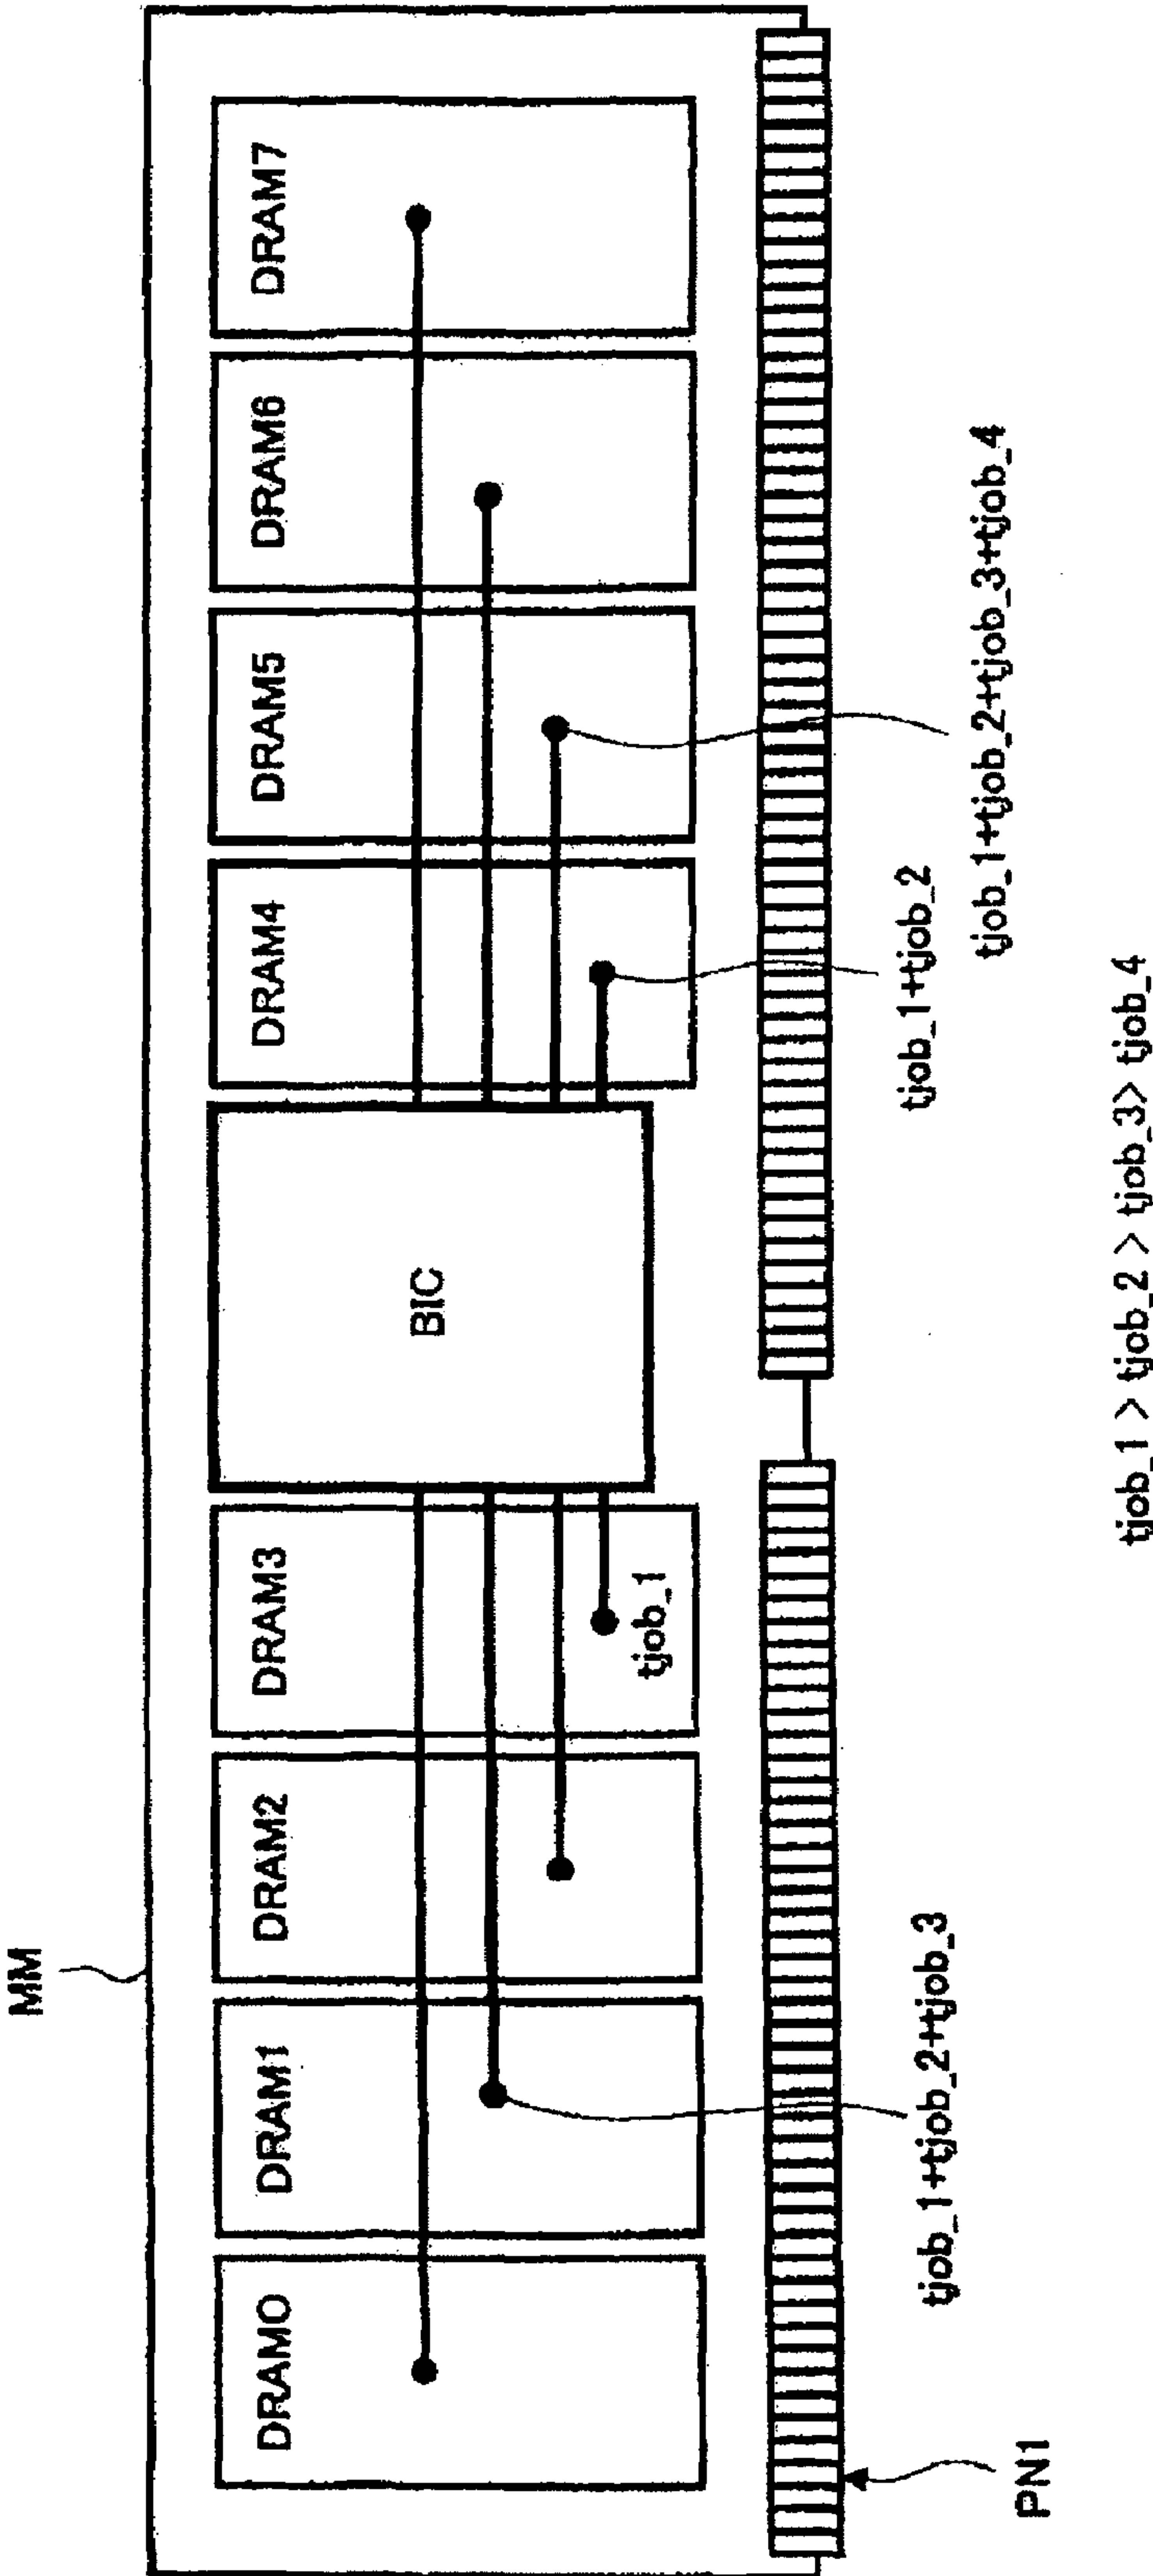 MM
DRAM0
DRAM1
DRAM2
DRAM3
BIC
DRAM4
DRAM5
DRAM6
DRAM7
tjob_1
PN1
tjob_1+tjob_2+tjob_3
tjob_1+tjob_2
tjob_1+tjob_2+tjob_3+tjob_4
tjob_1 > tjob_2 > tjob_3> tjob_4